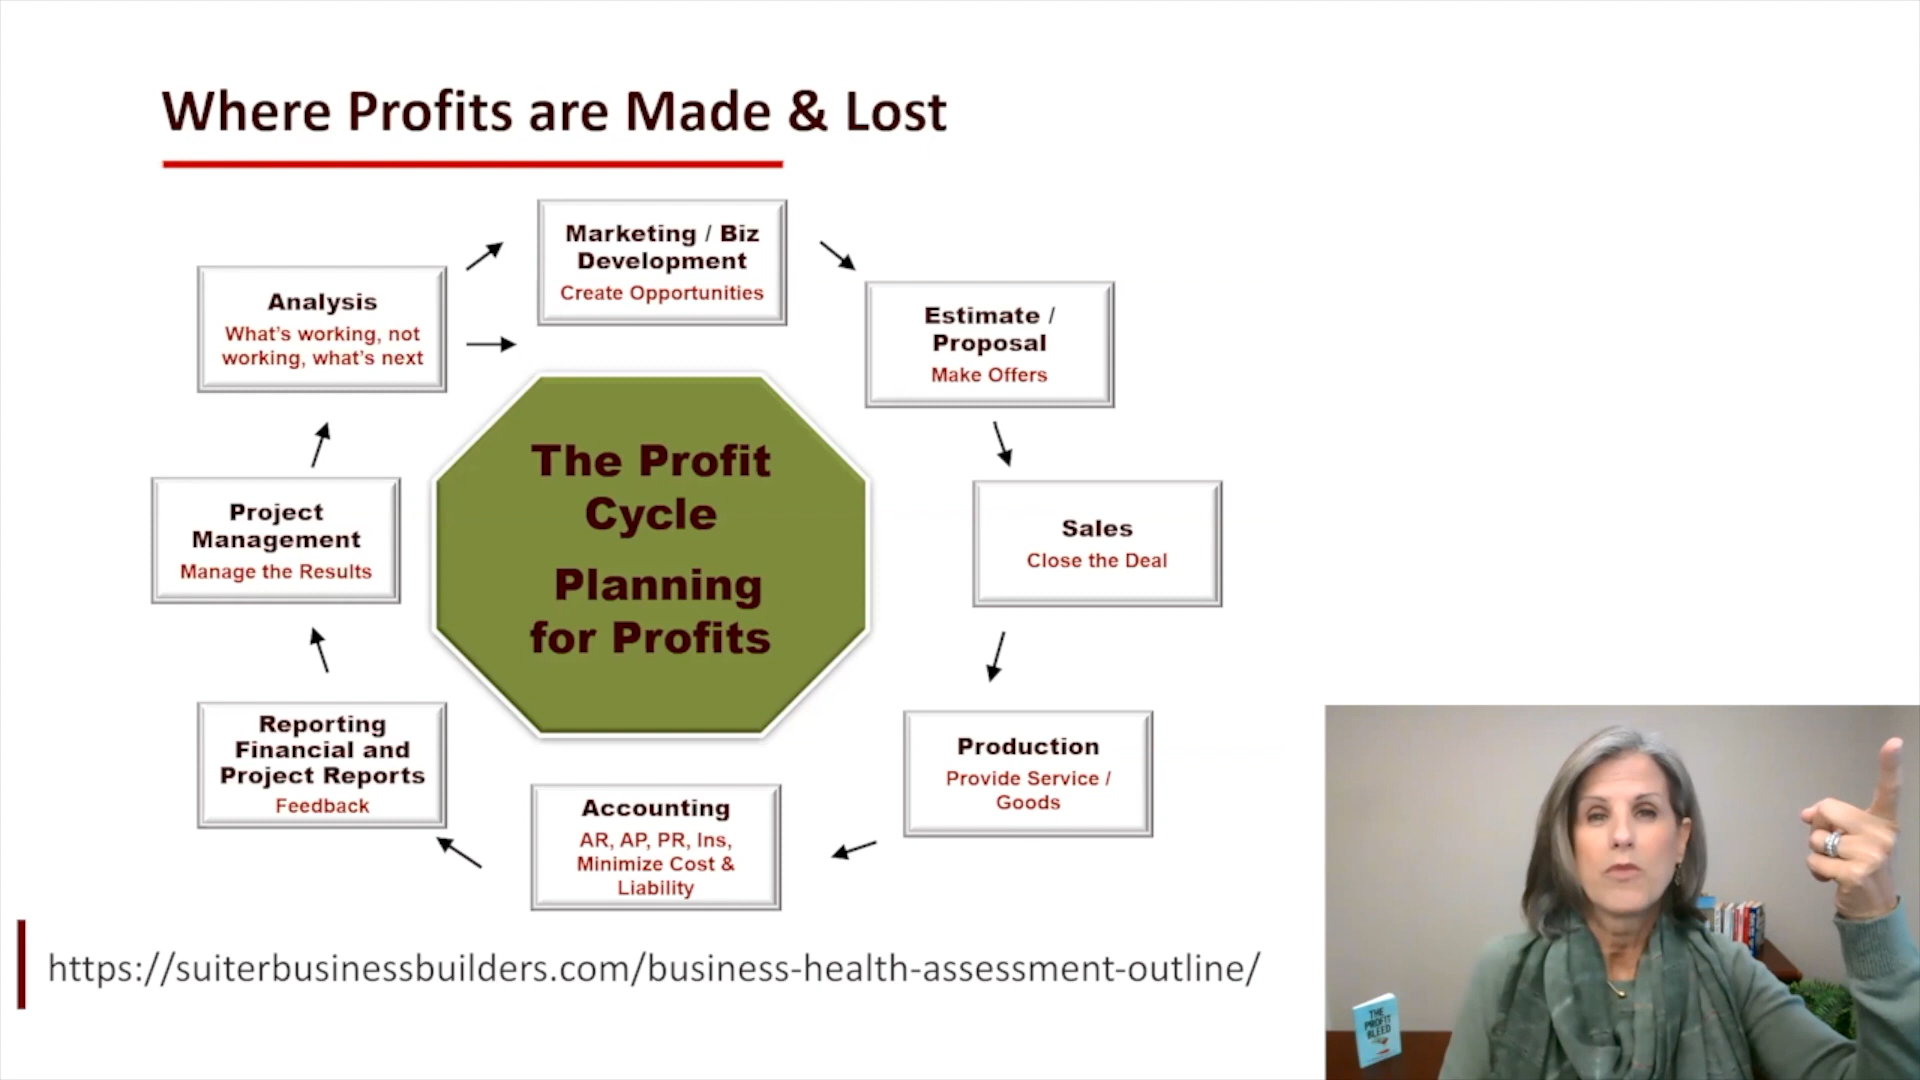 Where Profits are Made & Lost
Marketing / Biz
Development
Create Opportunities
Analysis
What's working, not
working, what's next
Estimate /
Proposal
Make Offers
The Profit
Cycle
Planning
for Profits
Project
Management
Manage the Results
Sales
Close the Deal
Reporting
Financial and
Project Reports
Feedback
Production
Provide Service /
Goods
Accounting
AR, AP, PR, Ins,
Minimize Cost &
Liability
https://suiterbusinessbuilders.com/business-health-assessment-outline/
THE
PROFIT
BLEED